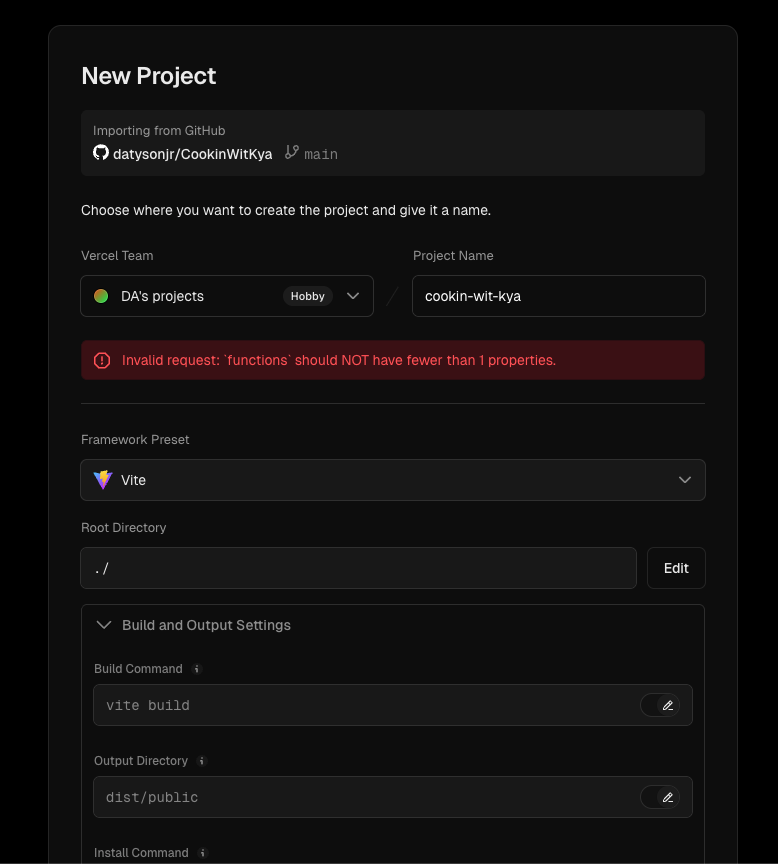 New Project
Importing from GitHub
datysonjr/CookinWitKya main
Choose where you want to create the project and give it a name.
Vercel Team
Project Name
DA's projects Hobby
cookin-wit-kya
Invalid request: `functions` should NOT have fewer than 1 properties.
Framework Preset
Vite
Root Directory
./
Edit
Build and Output Settings
Build Command
vite build
Output Directory
dist/public
Install Command